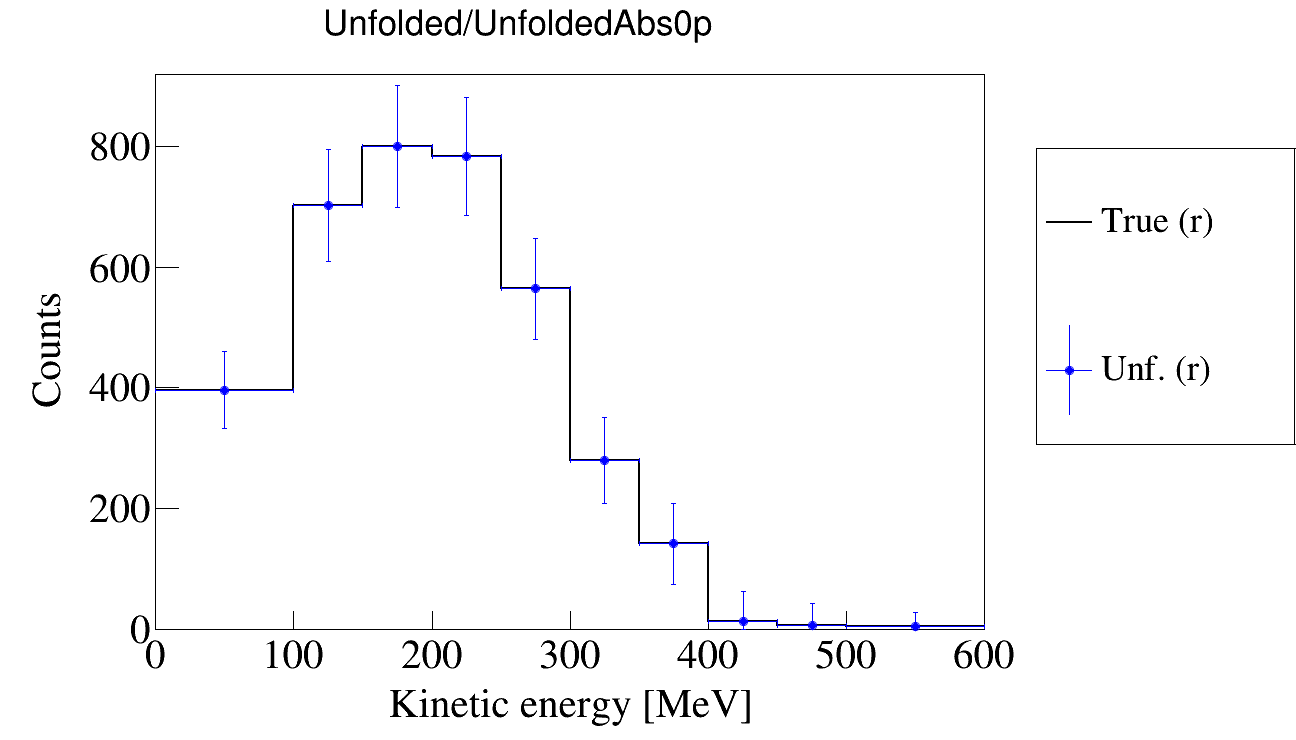 Unfolded/UnfoldedAbs0p
800
600
400
200
0
Counts
0 100 200 300 400 500 600
Kinetic energy [MeV]
True (r)
Unf. (r)